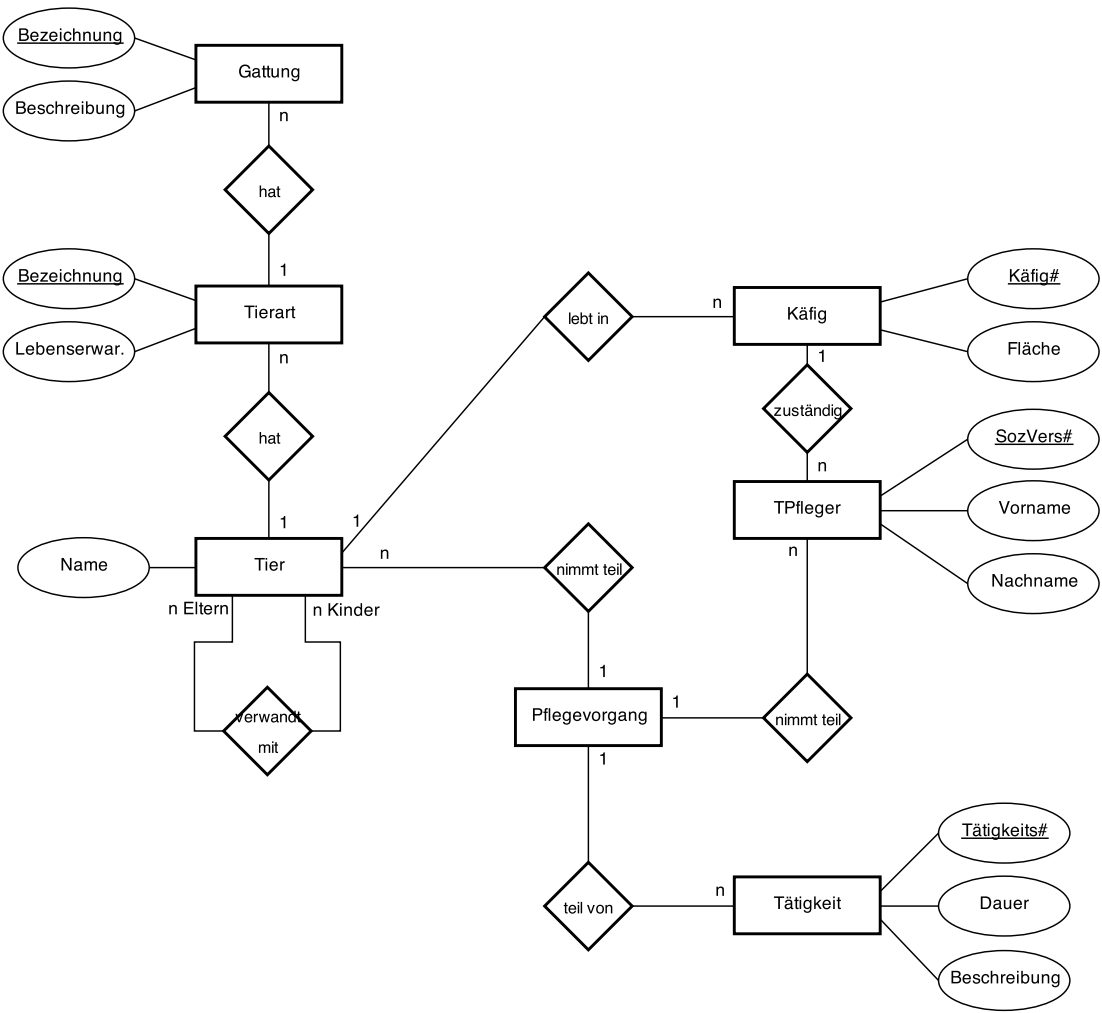 Bezeichnung
Gattung
Beschreibung
n
hat
1
Bezeichnung
Tierart
Lebenserwar.
n
hat
1
lebt in
n
Käfig
Käfig#
Fläche
1
zuständig
n
SozVers#
TPfleger
Vorname
Nachname
n
1
n
Name
Tier
n Eltern
n Kinder
verwandt
mit
nimmt teil
1
Pflegevorgang
1
nimmt teil
1
teil von
n
Tätigkeit
Tätigkeits#
Dauer
Beschreibung